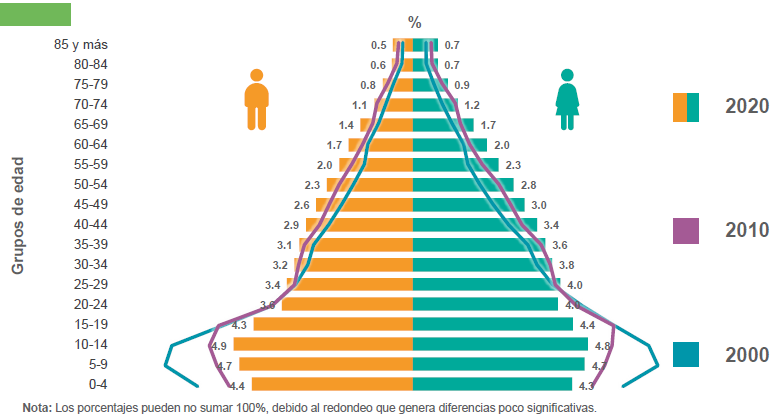 %
85 y más 0.5 0.7
80-84 0.6 0.7
75-79 0.8 0.9
70-74 1.1 1.2
65-69 1.4 1.7
60-64 1.7 2.0
55-59 2.0 2.3
50-54 2.3 2.8
45-49 2.6 3.0
40-44 2.9 3.4
35-39 3.1 3.6
30-34 3.2 3.8
25-29 3.4 4.0
20-24 3.6
15-19 4.3 4.4
10-14 4.9 4.8
5-9 4.7 4.7
0-4 4.4 4.3
Grupos de edad
2020
2010
2000
Nota: Los porcentajes pueden no sumar 100%, debido al redondeo que genera diferencias poco significativas.